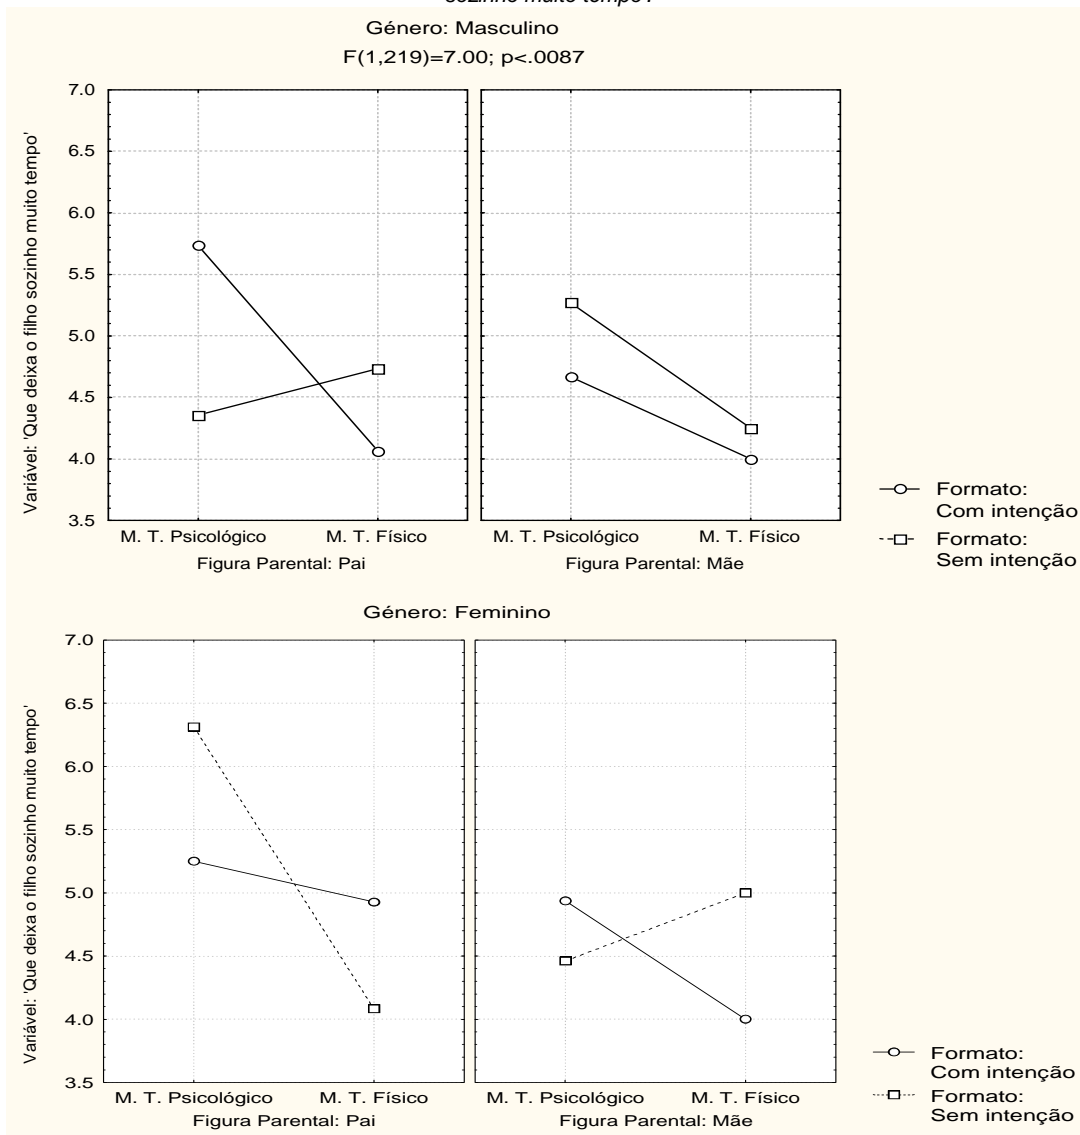 sozinho muito tempo'.
Género: Masculino
F(1,219)=7.00; p<.0087
Variável: 'Que deixa o filho sozinho muito tempo'
7.0
6.5
6.0
5.5
5.0
4.5
4.0
3.5
M. T. Psicológico M. T. Físico M. T. Psicológico M. T. Físico
Figura Parental: Pai Figura Parental: Mãe
Formato:
Com intenção
Formato:
Sem intenção
Género: Feminino
Variável: 'Que deixa o filho sozinho muito tempo'
7.0
6.5
6.0
5.5
5.0
4.5
4.0
3.5
M. T. Psicológico M. T. Físico M. T. Psicológico M. T. Físico
Figura Parental: Pai Figura Parental: Mãe
Formato:
Com intenção
Formato:
Sem intenção